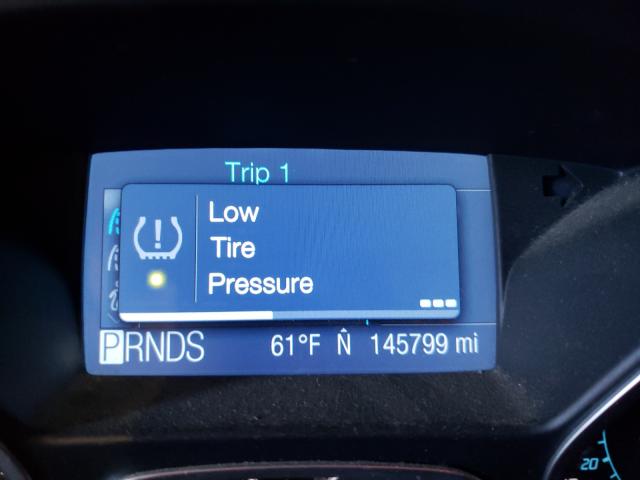 Trip 1
!
Low
Tire
Pressure
PRNDS 61°F N 145799 mi
20